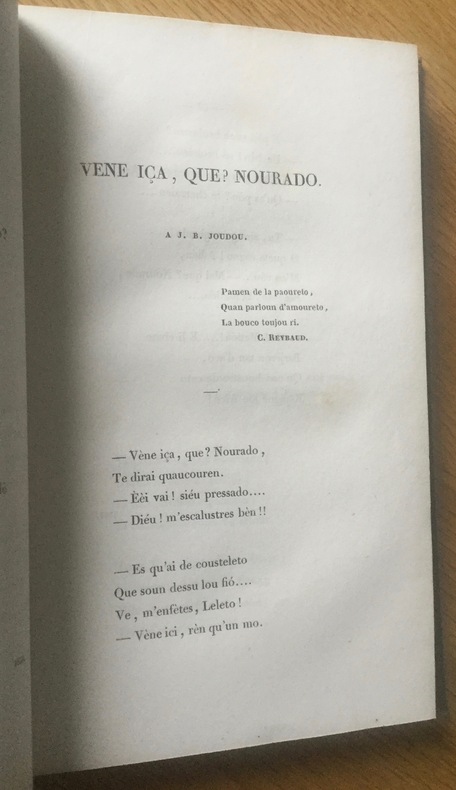 VENE IÇA, QUE? NOURADO.
A J. B. JOUDOU.
Pamen de la paoureto,
Quan parloun d'amoureto,
La bouco toujou ri.
C. REYBAUD.
— Vène iça, que? Nourado,
Te dirai quaucouren.
— Èèi vai! siéu pressado....
— Diéu! m'escalustres bèn!!
— Es qu'ai de cousteleto
Que soun dessu lou fió....
Ve, m'enfètes, Leleto!
— Vène ici, rèn qu'un mo.